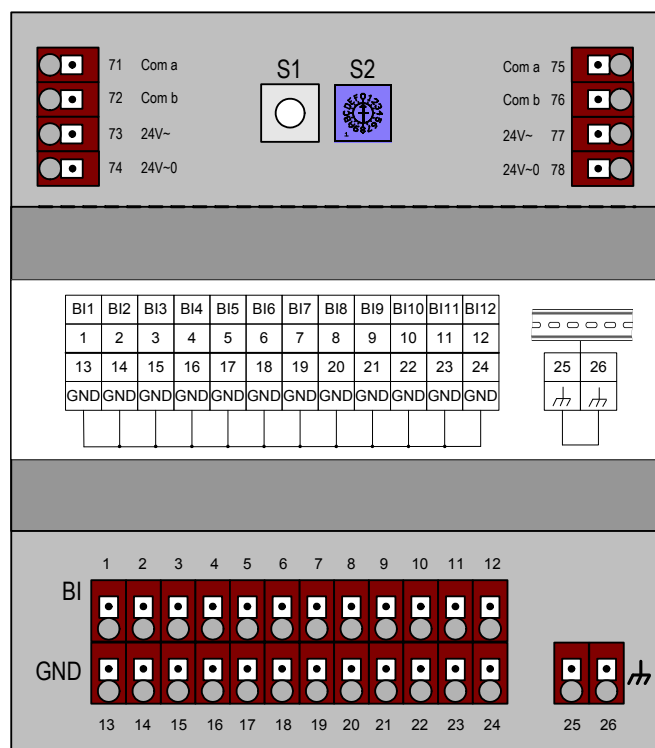 S1 S2
71 Com a
72 Com b
73 24V~
74 24V~0
Com a 75
Com b 76
24V~ 77
24V~0 78
BI1 BI2 BI3 BI4 BI5 BI6 BI7 BI8 BI9 BI10 BI11 BI12
1 2 3 4 5 6 7 8 9 10 11 12
13 14 15 16 17 18 19 20 21 22 23 24
GND GND GND GND GND GND GND GND GND GND GND GND
25 26
1 2 3 4 5 6 7 8 9 10 11 12
BI
GND
13 14 15 16 17 18 19 20 21 22 23 24
25 26